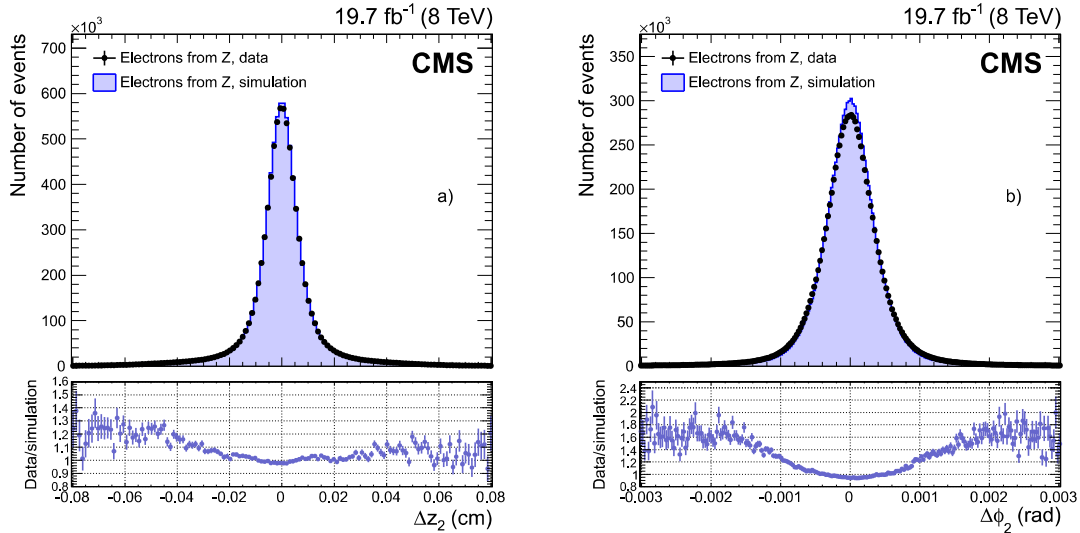 19.7 fb⁻¹ (8 TeV)
×10³
700
600
500
400
300
200
100
0
Number of events
Electrons from Z, data
Electrons from Z, simulation
CMS
a)
1.6
1.5
1.4
1.3
1.2
1.1
1
0.9
0.8
Data/simulation
-0.08 -0.06 -0.04 -0.02 0 0.02 0.04 0.06 0.08
Δz₂ (cm)
19.7 fb⁻¹ (8 TeV)
×10³
350
300
250
200
150
100
50
0
Number of events
Electrons from Z, data
Electrons from Z, simulation
CMS
b)
2.4
2.2
2
1.8
1.6
1.4
1.2
1
0.8
Data/simulation
-0.003 -0.002 -0.001 0 0.001 0.002 0.003
Δϕ₂ (rad)